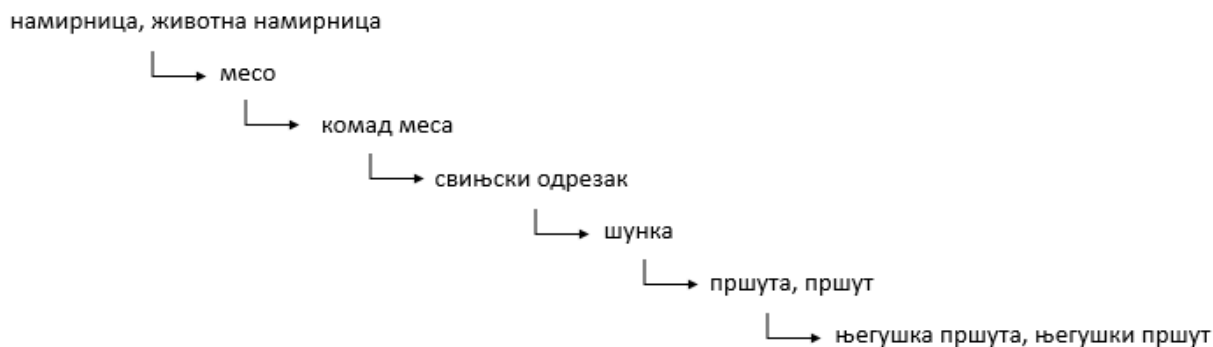 намирница, животна намирница
месо
комад меса
свињски одрезак
шунка
пршута, пршут
његушка пршута, његушки пршут